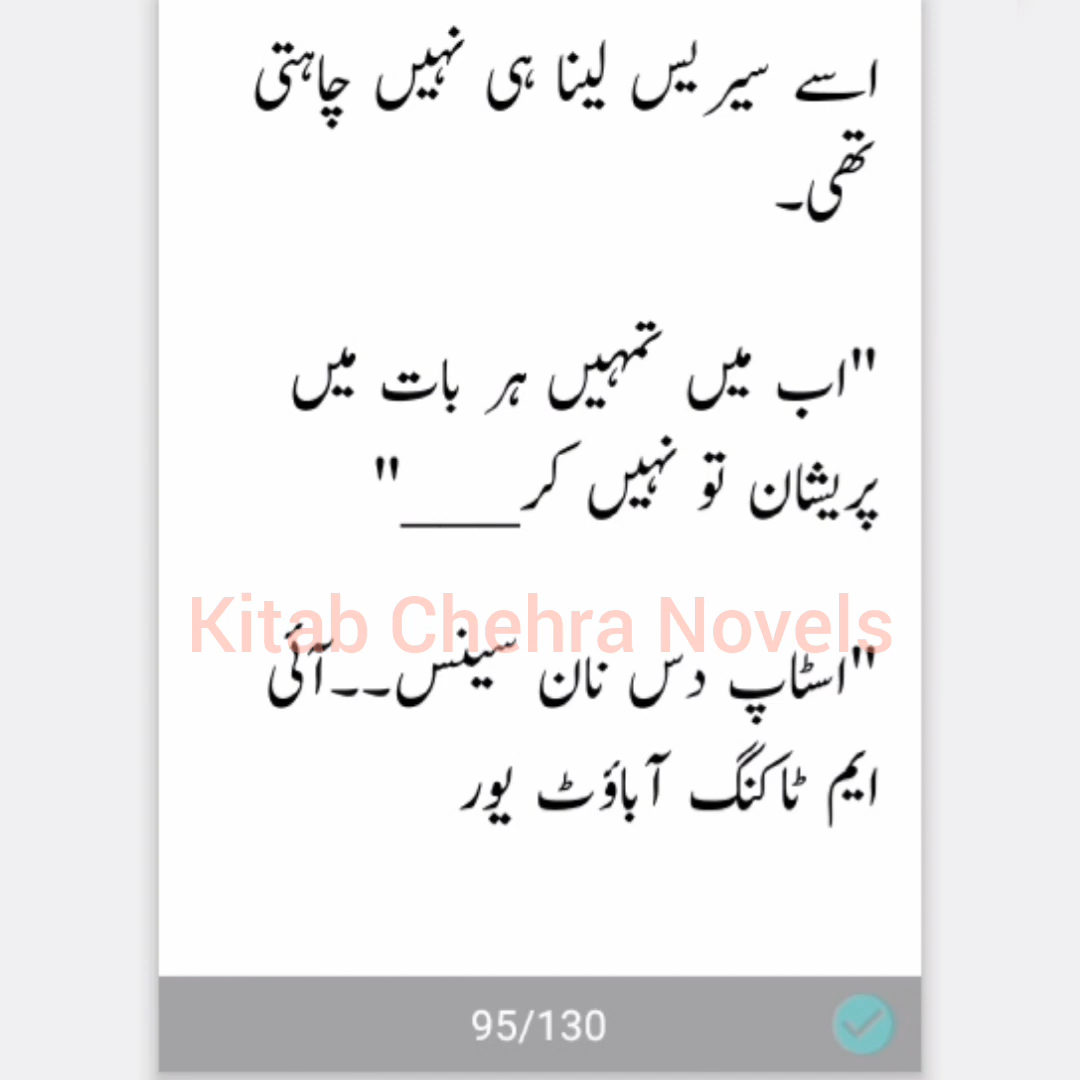 اسے سیریس لینا ہی نہیں چاہتی
تھی۔
"اب میں تمہیں ہر بات میں
پریشان تو نہیں کر____"
Kitab Chehra Novels
"اسٹاپ دس نان سینس۔۔آئی
ایم ٹاکنگ آباؤٹ یور
95/130